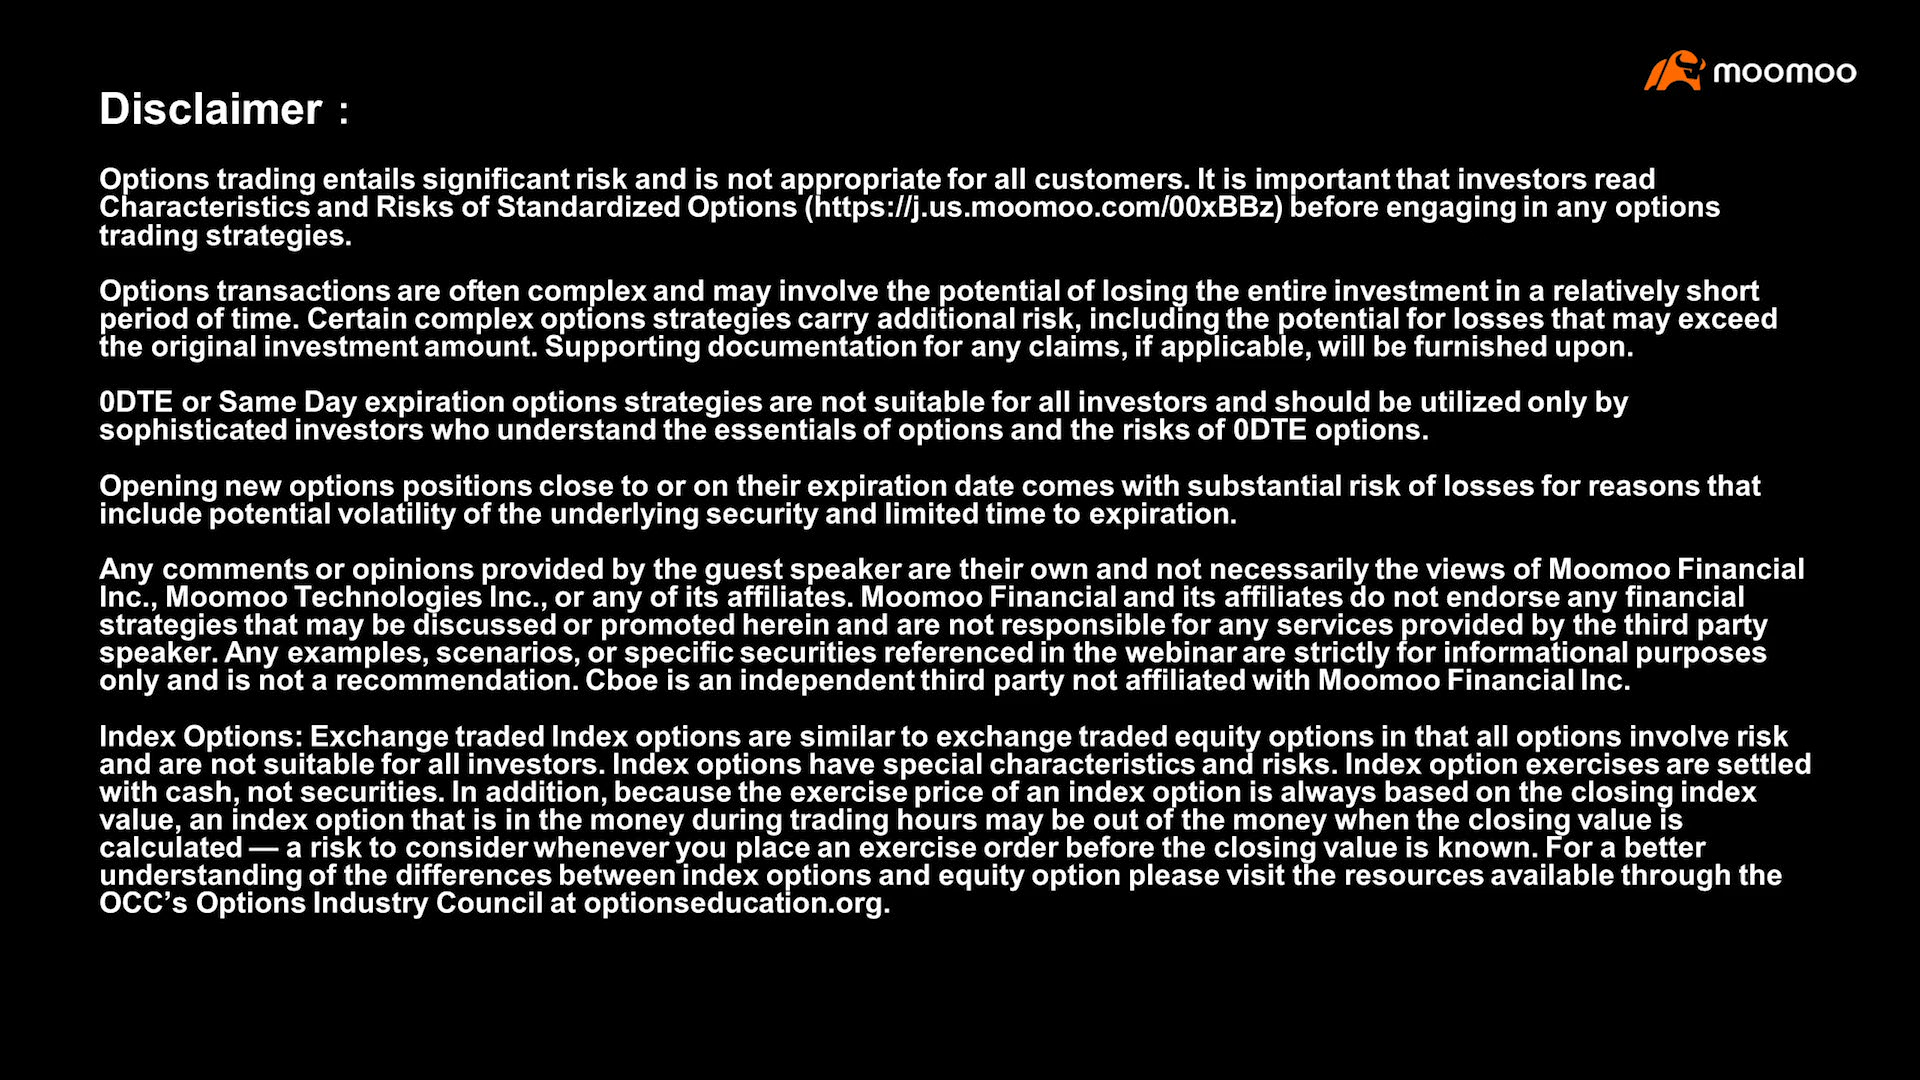 moomoo
Disclaimer :
Options trading entails significant risk and is not appropriate for all customers. It is important that investors read
Characteristics and Risks of Standardized Options (https://j.us.moomoo.com/00xBBz) before engaging in any options
trading strategies.
Options transactions are often complex and may involve the potential of losing the entire investment in a relatively short
period of time. Certain complex options strategies carry additional risk, including the potential for losses that may exceed
the original investment amount. Supporting documentation for any claims, if applicable, will be furnished upon.
0DTE or Same Day expiration options strategies are not suitable for all investors and should be utilized only by
sophisticated investors who understand the essentials of options and the risks of 0DTE options.
Opening new options positions close to or on their expiration date comes with substantial risk of losses for reasons that
include potential volatility of the underlying security and limited time to expiration.
Any comments or opinions provided by the guest speaker are their own and not necessarily the views of Moomoo Financial
Inc., Moomoo Technologies Inc., or any of its affiliates. Moomoo Financial and its affiliates do not endorse any financial
strategies that may be discussed or promoted herein and are not responsible for any services provided by the third party
speaker. Any examples, scenarios, or specific securities referenced in the webinar are strictly for informational purposes
only and is not a recommendation. Cboe is an independent third party not affiliated with Moomoo Financial Inc.
Index Options: Exchange traded Index options are similar to exchange traded equity options in that all options involve risk
and are not suitable for all investors. Index options have special characteristics and risks. Index option exercises are settled
with cash, not securities. In addition, because the exercise price of an index option is always based on the closing index
value, an index option that is in the money during trading hours may be out of the money when the closing value is
calculated — a risk to consider whenever you place an exercise order before the closing value is known. For a better
understanding of the differences between index options and equity option please visit the resources available through the
OCC’s Options Industry Council at optionseducation.org.